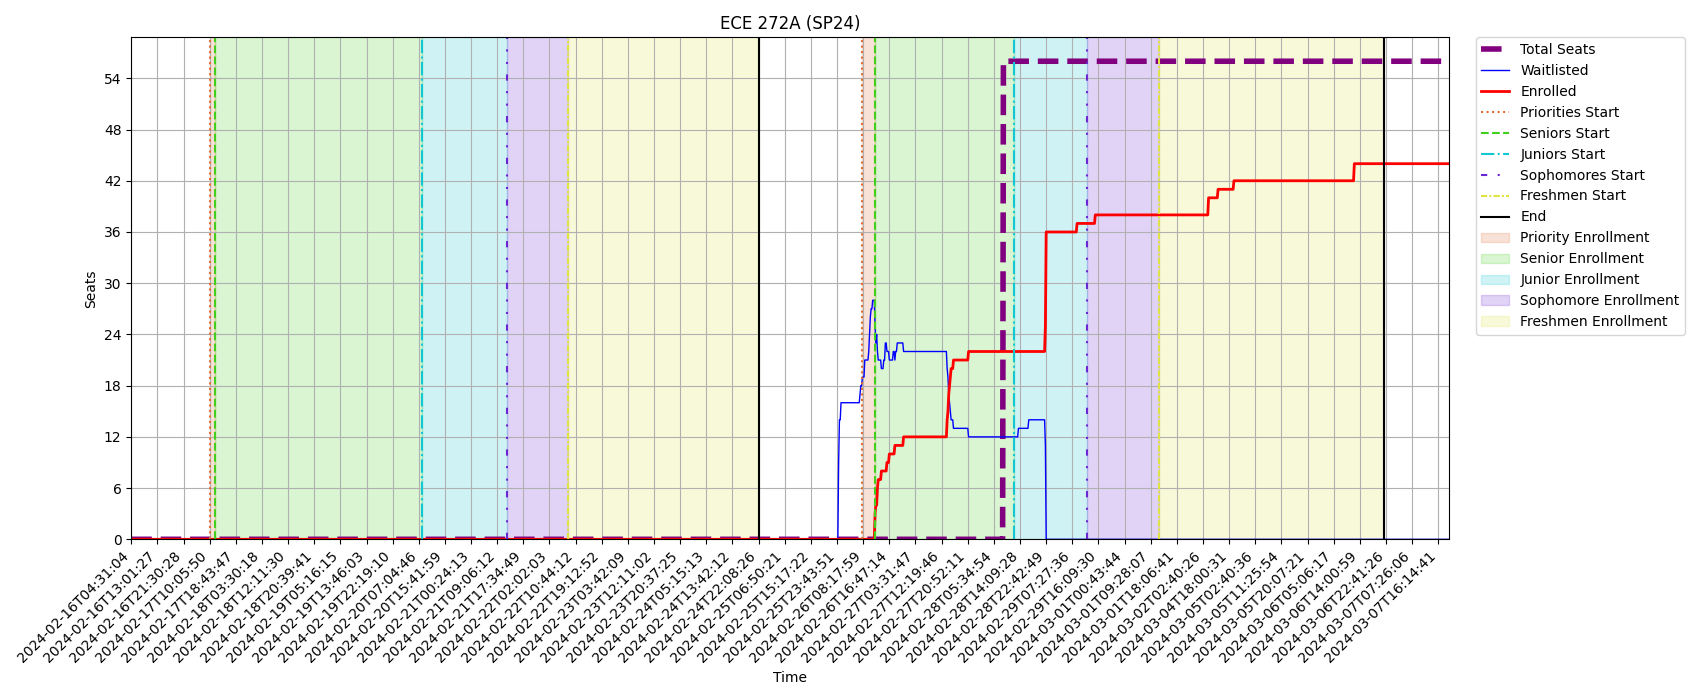 ECE 272A (SP24)
Seats
54
48
42
36
30
24
18
12
6
0
2024-02-16T04:31:04
2024-02-16T13:01:27
2024-02-16T21:30:28
2024-02-17T10:05:50
2024-02-17T18:43:47
2024-02-18T03:30:18
2024-02-18T12:11:30
2024-02-18T20:39:41
2024-02-19T05:16:15
2024-02-19T13:46:03
2024-02-19T22:19:10
2024-02-20T07:04:46
2024-02-20T15:41:59
2024-02-21T00:24:13
2024-02-21T09:06:12
2024-02-21T17:34:49
2024-02-22T02:02:03
2024-02-22T10:44:12
2024-02-22T19:12:52
2024-02-23T03:42:09
2024-02-23T12:11:02
2024-02-23T20:37:25
2024-02-24T05:15:13
2024-02-24T13:42:12
2024-02-24T22:08:26
2024-02-25T06:50:21
2024-02-25T15:17:22
2024-02-25T23:43:51
2024-02-26T08:17:59
2024-02-26T16:47:14
2024-02-27T03:31:47
2024-02-27T12:19:46
2024-02-27T20:52:11
2024-02-28T05:34:54
2024-02-28T14:09:28
2024-02-28T22:42:49
2024-02-29T07:27:36
2024-02-29T16:09:30
2024-03-01T00:43:44
2024-03-01T09:28:07
2024-03-01T18:06:41
2024-03-02T02:40:26
2024-03-04T18:00:31
2024-03-05T02:40:36
2024-03-05T11:25:54
2024-03-05T20:07:21
2024-03-06T05:06:17
2024-03-06T14:00:59
2024-03-06T22:41:26
2024-03-07T07:26:06
2024-03-07T16:14:41
Time
Total Seats
Waitlisted
Enrolled
Priorities Start
Seniors Start
Juniors Start
Sophomores Start
Freshmen Start
End
Priority Enrollment
Senior Enrollment
Junior Enrollment
Sophomore Enrollment
Freshmen Enrollment